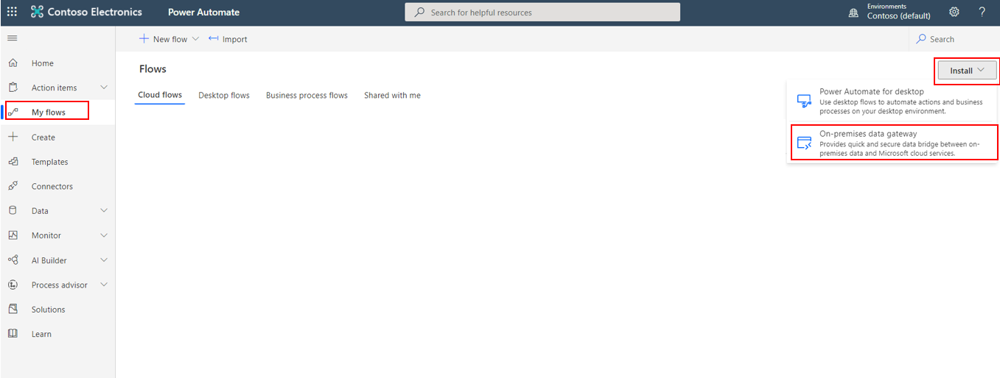 Contoso Electronics Power Automate Search for helpful resources Environments
Contoso (default) ?
New flow Import Search
Home
Action items
My flows
Create
Templates
Connectors
Data
Monitor
AI Builder
Process advisor
Solutions
Learn
Flows
Install
Cloud flows Desktop flows Business process flows Shared with me
Power Automate for desktop
Use desktop flows to automate actions and business
processes on your desktop environment.
On-premises data gateway
Provides quick and secure data bridge between on-
premises data and Microsoft cloud services.